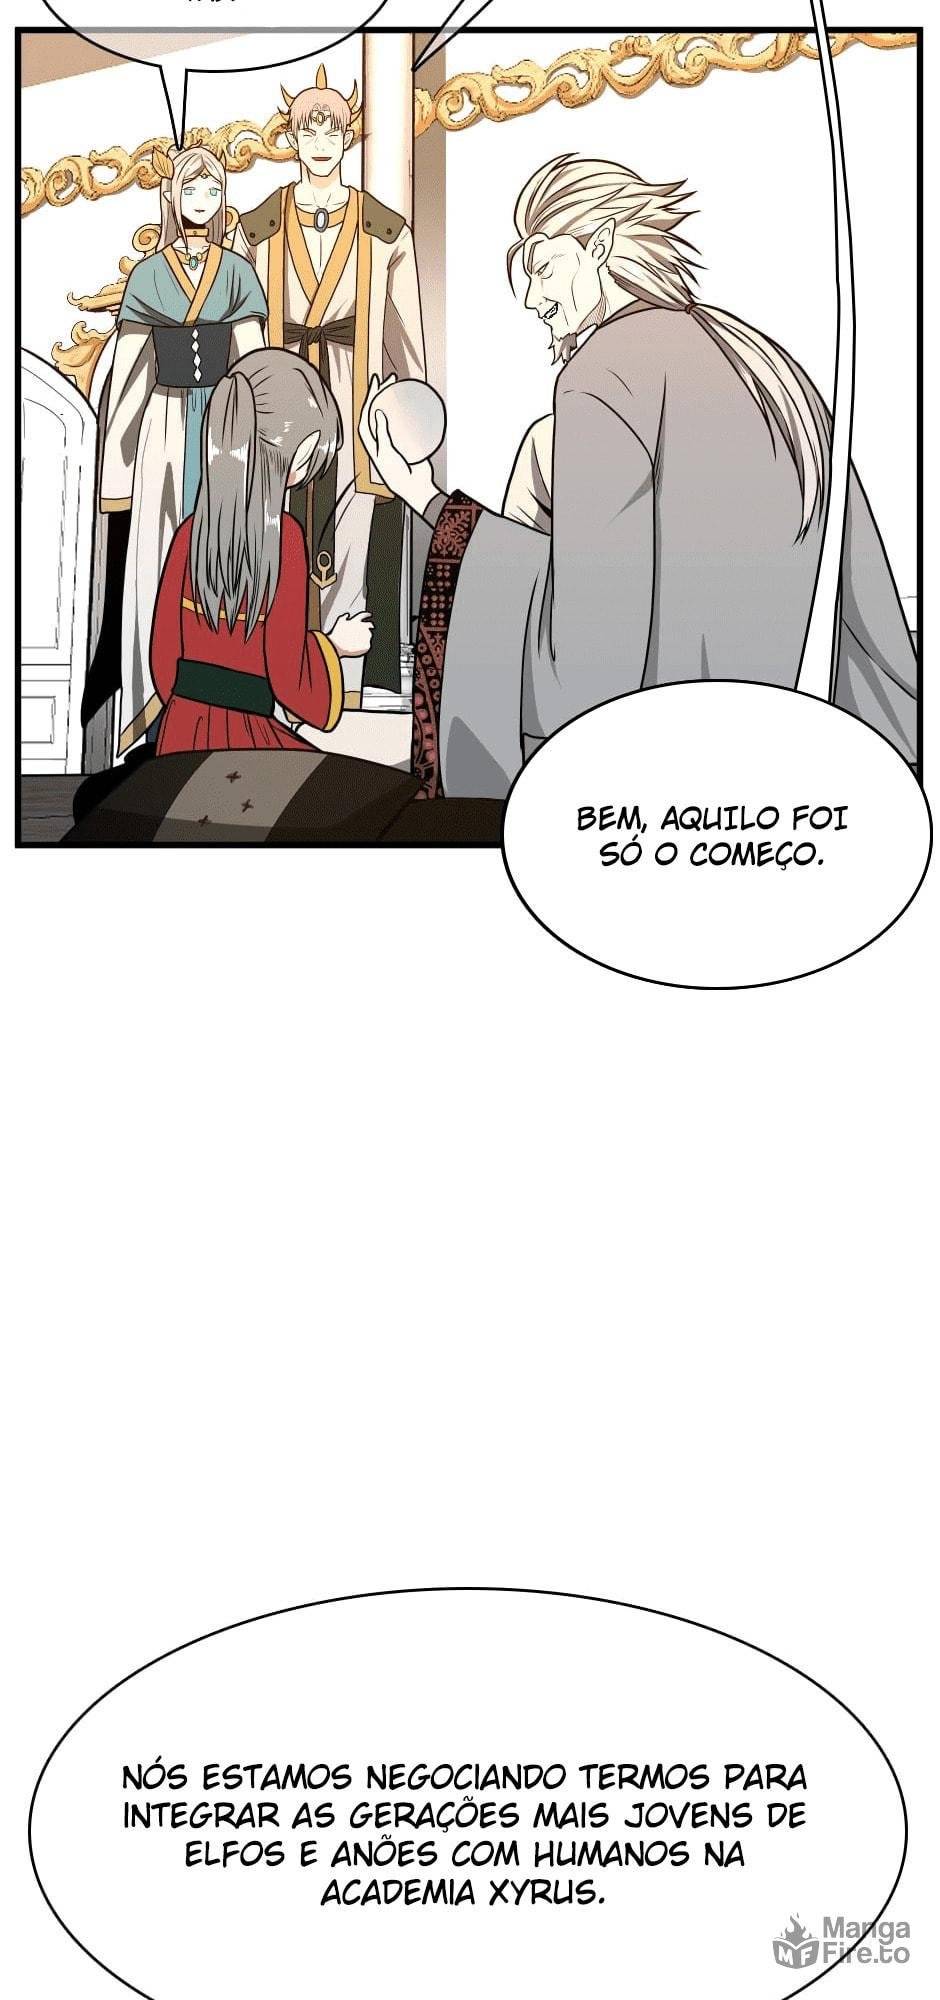 BEM, AQUILO FOI
SÓ O COMEÇO.
NÓS ESTAMOS NEGOCIANDO TERMOS PARA
INTEGRAR AS GERAÇÕES MAIS JOVENS DE
ELFOS E ANÕES COM HUMANOS NA
ACADEMIA XYRUS.
Manga
MF Fire.to